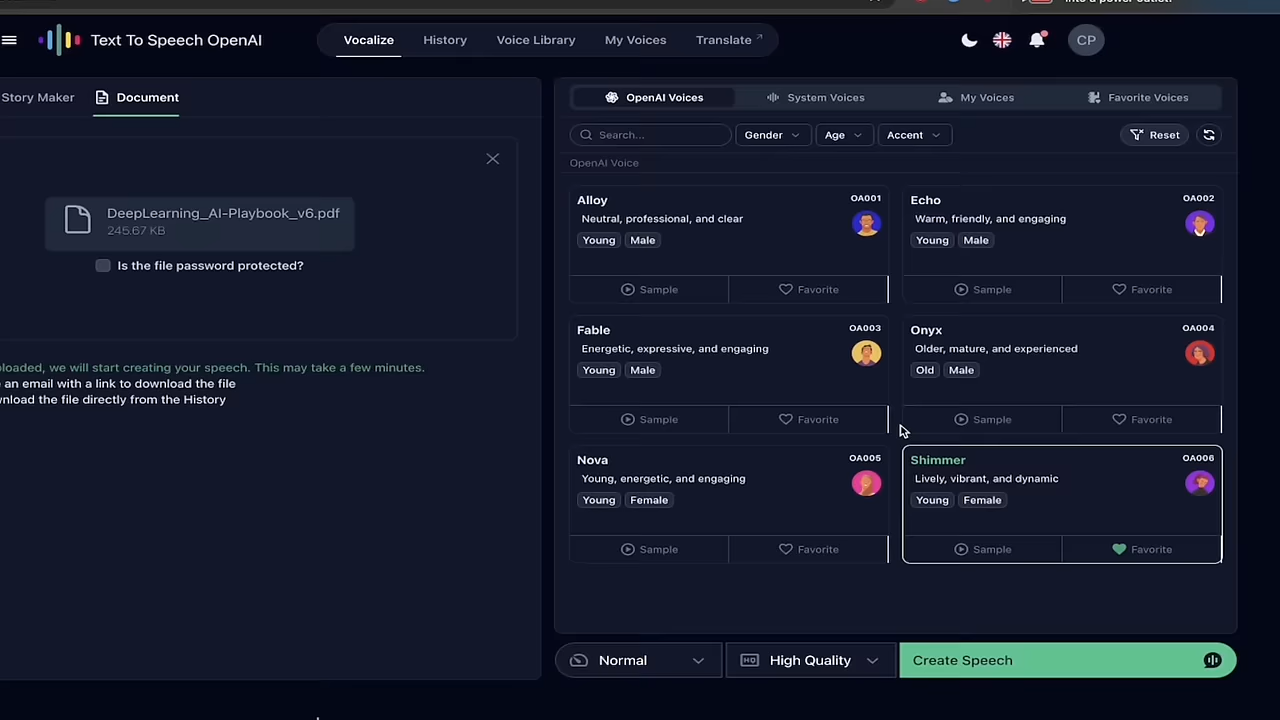 into a power outlet.
Text To Speech OpenAI
Vocalize
History
Voice Library
My Voices
Translate
CP
Story Maker
Document
DeepLearning_AI-Playbook_v6.pdf
245.67 KB
Is the file password protected?
loaded, we will start creating your speech. This may take a few minutes.
an email with a link to download the file
wnload the file directly from the History
OpenAI Voices
System Voices
My Voices
Favorite Voices
Search...
Gender
Age
Accent
Reset
OpenAI Voice
Alloy
OA001
Neutral, professional, and clear
Young
Male
Sample
Favorite
Echo
OA002
Warm, friendly, and engaging
Young
Male
Sample
Favorite
Fable
OA003
Energetic, expressive, and engaging
Young
Male
Sample
Favorite
Onyx
OA004
Older, mature, and experienced
Old
Male
Sample
Favorite
Nova
OA005
Young, energetic, and engaging
Young
Female
Sample
Favorite
Shimmer
OA006
Lively, vibrant, and dynamic
Young
Female
Sample
Favorite
Normal
HQ
High Quality
Create Speech